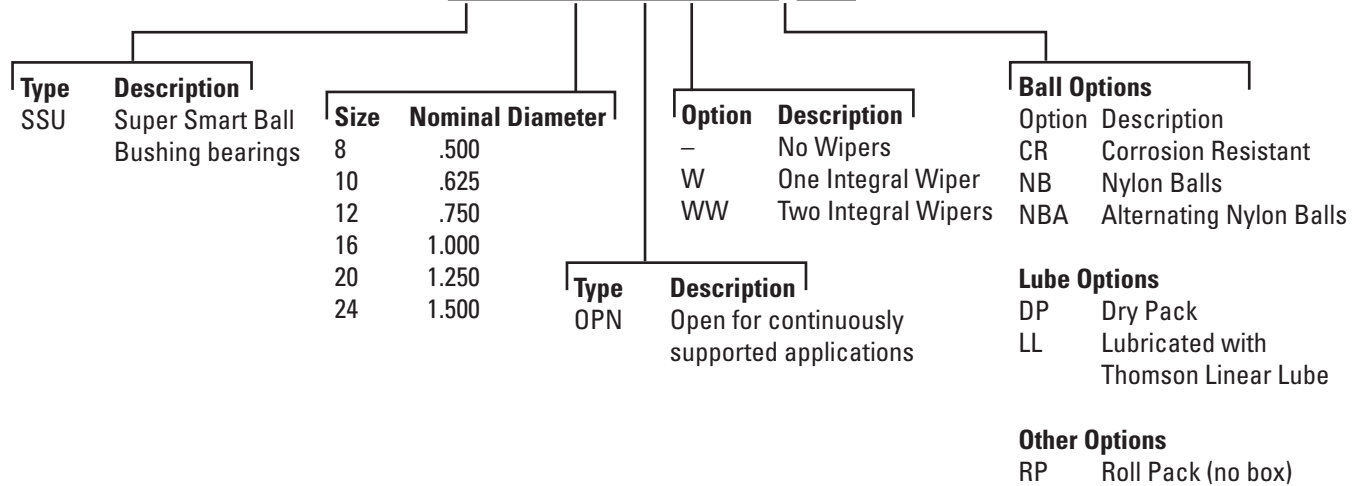 Type Description
SSU Super Smart Ball
Bushing bearings
Size Nominal Diameter
8 .500
10 .625
12 .750
16 1.000
20 1.250
24 1.500
Type Description
OPN Open for continuously
supported applications
Option Description
– No Wipers
W One Integral Wiper
WW Two Integral Wipers
Ball Options
Option Description
CR Corrosion Resistant
NB Nylon Balls
NBA Alternating Nylon Balls
Lube Options
DP Dry Pack
LL Lubricated with
Thomson Linear Lube
Other Options
RP Roll Pack (no box)